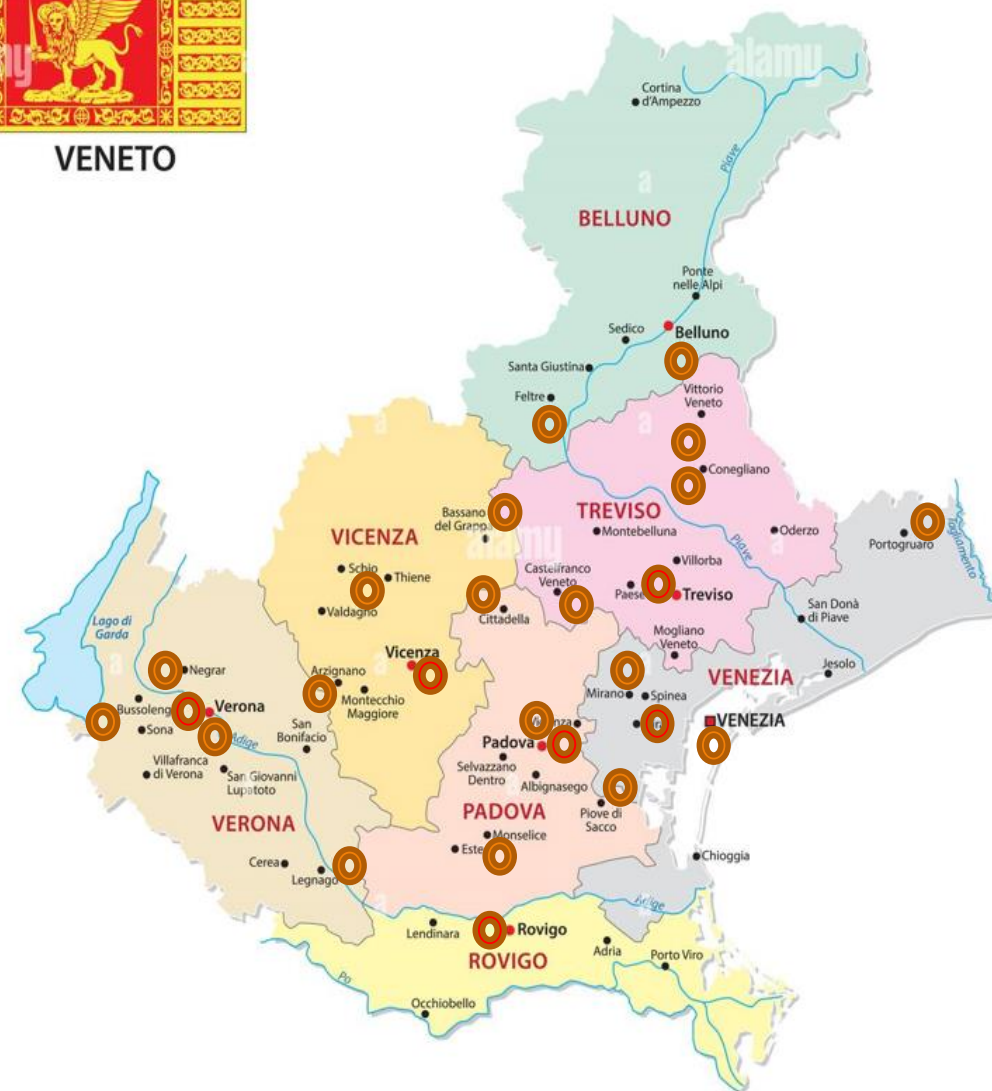 VENETO
alamy
Cortina
d'Ampezzo
Piave
a
BELLUNO
Ponte
nelle Alpi
Sedico
Belluno
Santa Giustina
Feltre
Vittorio
Veneto
a
a
Conegliano
Bassano
del Grappa
TREVISO
Montebelluna
Oderzo
Piave
Portogruaro
Tagliamento
VICENZA
alamy
a
Schio
Thiene
Castelfranco
Veneto
Villorba
Paese
Treviso
Valdagno
Cittadella
San Donà
di Piave
Lago di
Garda
a
Mogliano
Veneto
Vicenza
a
Jesolo
Negrar
Arzignano
VENEZIA
Montecchio
Maggiore
Mirano
Spinea
Verona
Sona
San
Bonifacio
Adige
VENEZIA
Padova
Selvazzano
Dentro
Villafranca
di Verona
San Giovanni
Lupatoto
Albignasego
PADOVA
Piove di
Sacco
VERONA
Monselice
Este
Chioggia
Cerea
Legnago
a
a
Adige
Lendinara
Rovigo
ROVIGO
Adria
Porto Viro
Po
Occhiobello